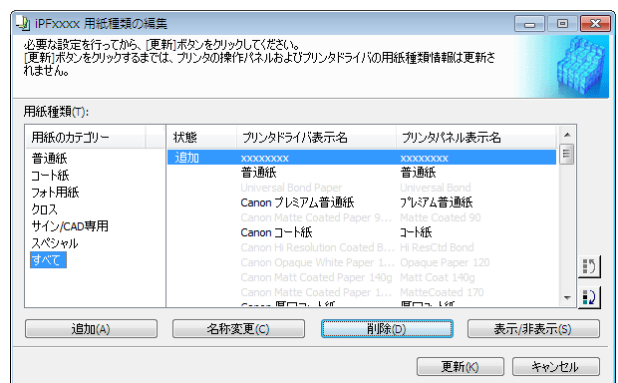 iPFxxxx 用紙種類の編集
必要な設定を行ってから、[更新]ボタンをクリックしてください。
[更新]ボタンをクリックするまでは、プリンタの操作パネルおよびプリンタドライバの用紙種類情報は更新さ
れません。
用紙種類(T):
用紙のカテゴリー 状態 プリンタドライバ表示名 プリンタパネル表示名
普通紙
コート紙
フォト用紙
クロス
サイン/CAD専用
スペシャル
すべて
追加 xxxxxxxx xxxxxxxx
普通紙 普通紙
Universal Bond Paper Universal Bond
Canon プレミアム普通紙 プレミアム普通紙
Canon Matte Coated Paper 9... Matte Coated 90
Canon コート紙 コート紙
Canon Hi Resolution Coated B... Hi ResCtd Bond
Canon Opaque White Paper 1... Opaque Paper 120
Canon Matt Coated Paper 140g Matt Coat 140g
Canon Matte Coated Paper 1... MatteCoated 170
Canon 厚口コート紙 厚口コート紙
追加(A) 名称変更(C) 削除(D) 表示/非表示(S)
更新(K) キャンセル